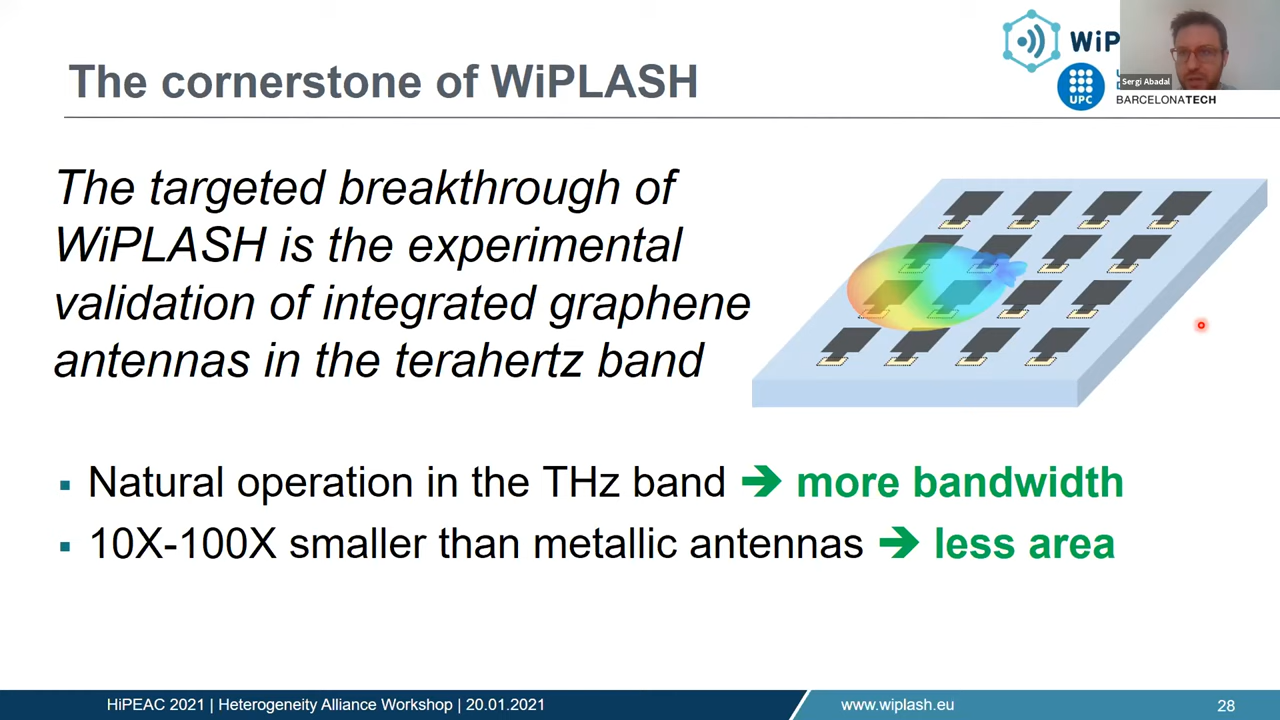 The cornerstone of WiPLASH
WiP
Sergi Abadal
UPC
BARCELONATECH
The targeted breakthrough of
WiPLASH is the experimental
validation of integrated graphene
antennas in the terahertz band
▪ Natural operation in the THz band ➔ more bandwidth
▪ 10X-100X smaller than metallic antennas ➔ less area
HiPEAC 2021 | Heterogeneity Alliance Workshop | 20.01.2021
www.wiplash.eu
28